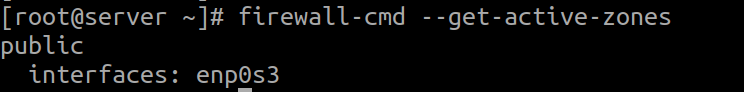 [root@server ~]# firewall-cmd --get-active-zones
public
  interfaces: enp0s3